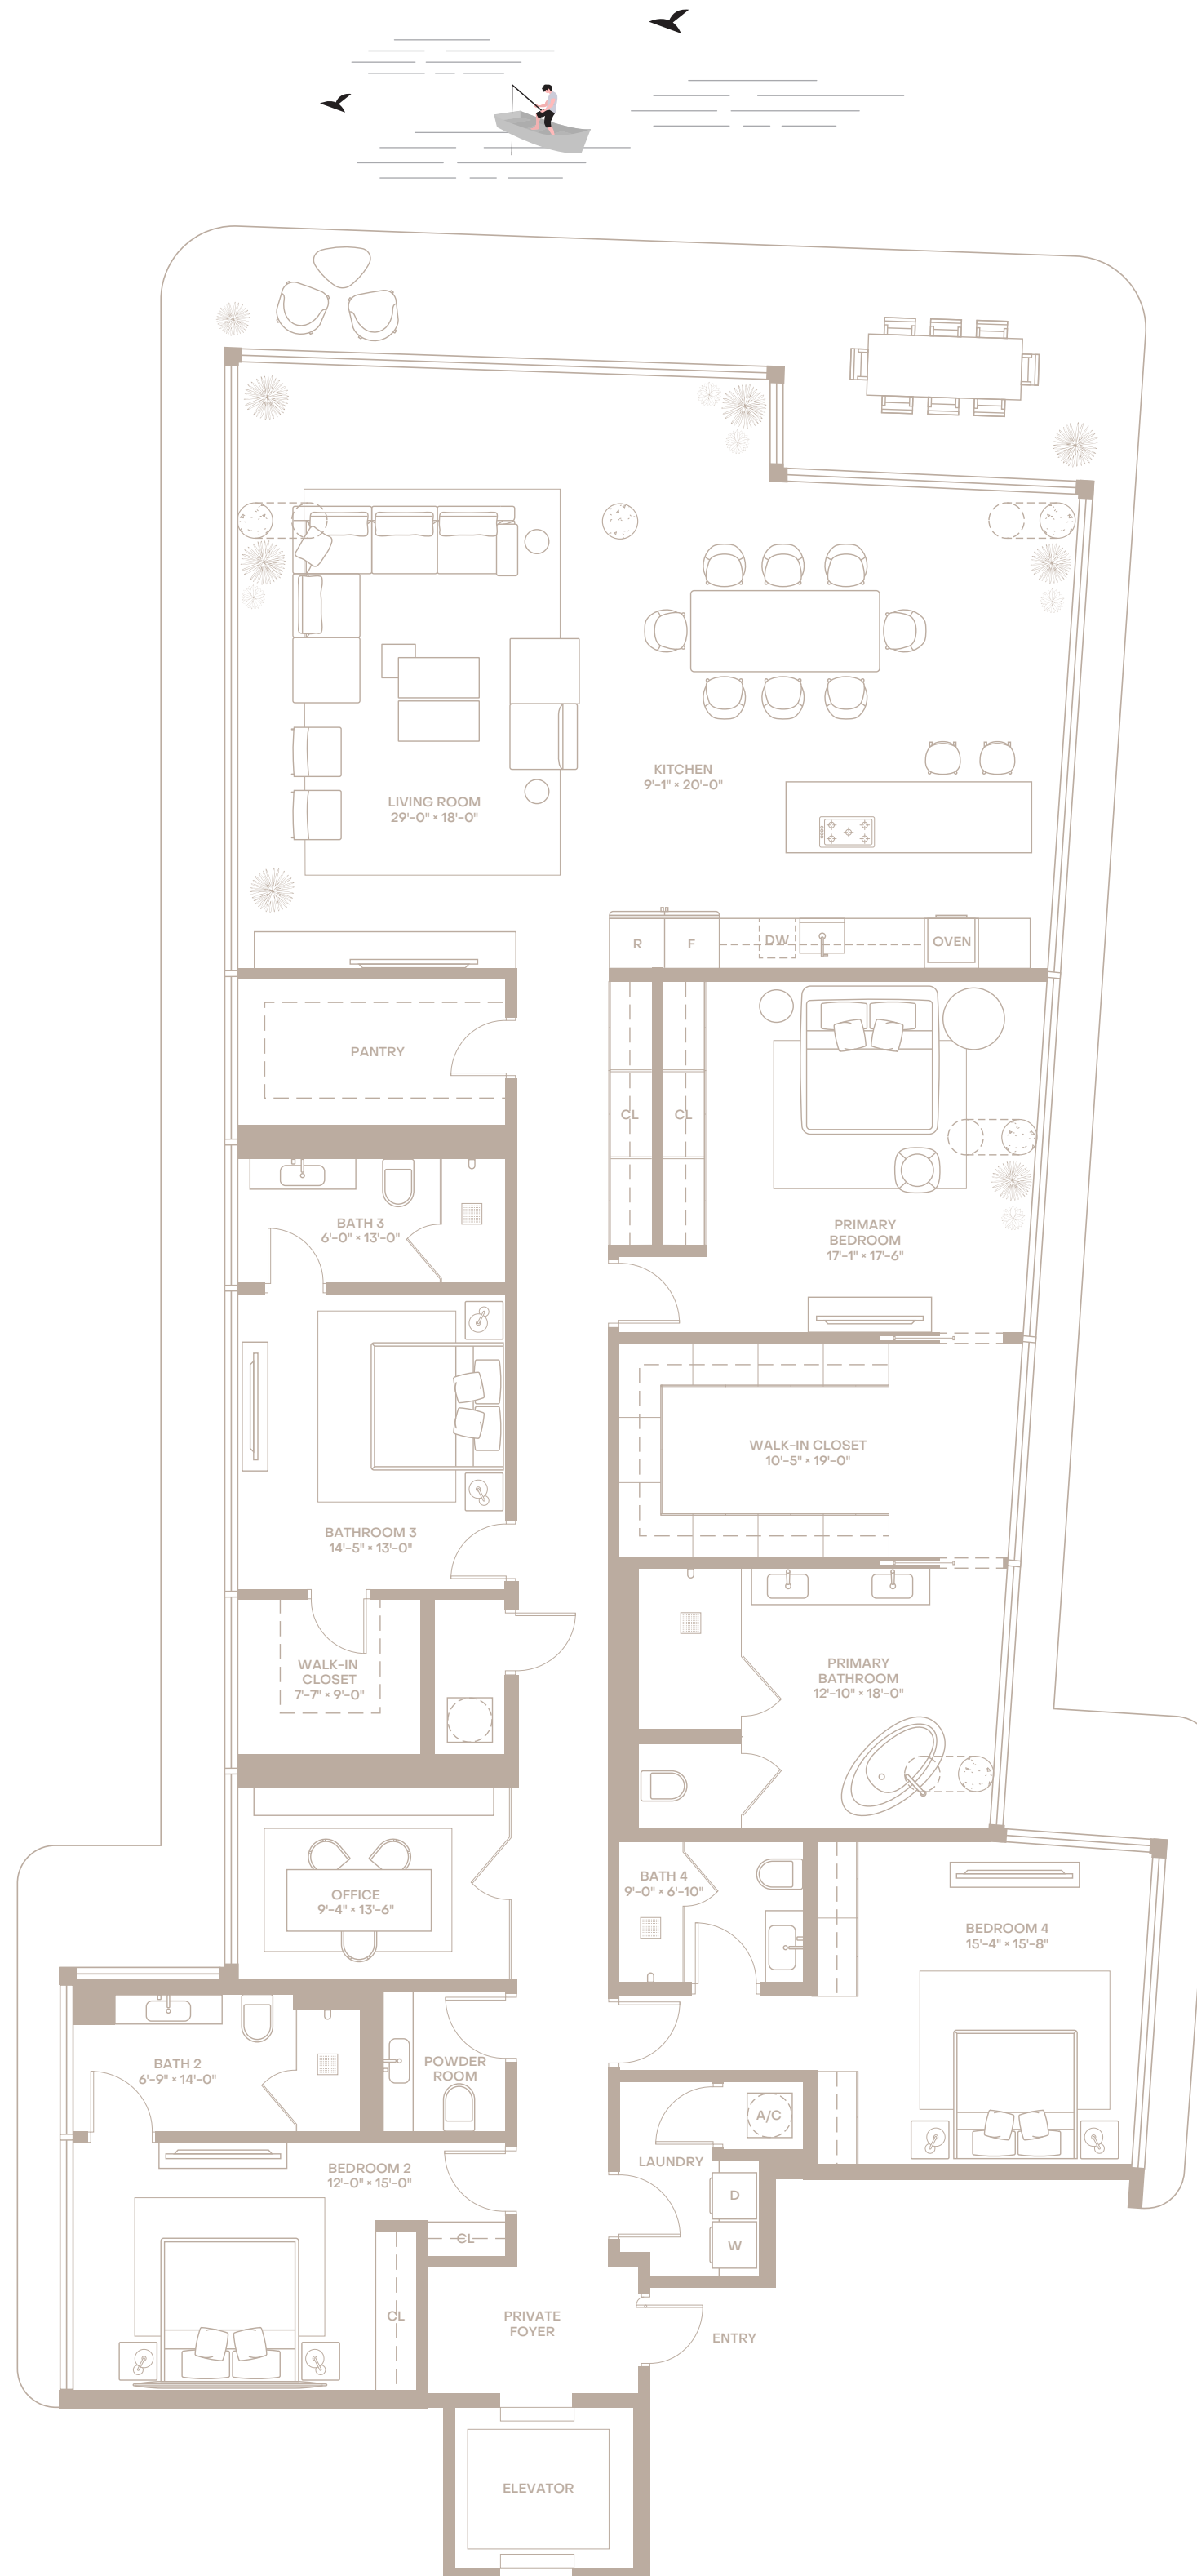 KITCHEN
9'-1" × 20'-0"
LIVING ROOM
29'-0" × 18'-0"
R
F
DW
OVEN
PANTRY
CL
CL
BATH 3
6'-0" × 13'-0"
PRIMARY
BEDROOM
17'-1" × 17'-6"
WALK-IN CLOSET
10'-5" × 19'-0"
BATHROOM 3
14'-5" × 13'-0"
WALK-IN
CLOSET
7'-7" × 9'-0"
PRIMARY
BATHROOM
12'-10" × 18'-0"
OFFICE
9'-4" × 13'-6"
BATH 4
9'-0" × 6'-10"
BEDROOM 4
15'-4" × 15'-8"
BATH 2
6'-9" × 14'-0"
POWDER
ROOM
A/C
LAUNDRY
BEDROOM 2
12'-0" × 15'-0"
D
CL
W
CL
PRIVATE
FOYER
ENTRY
ELEVATOR